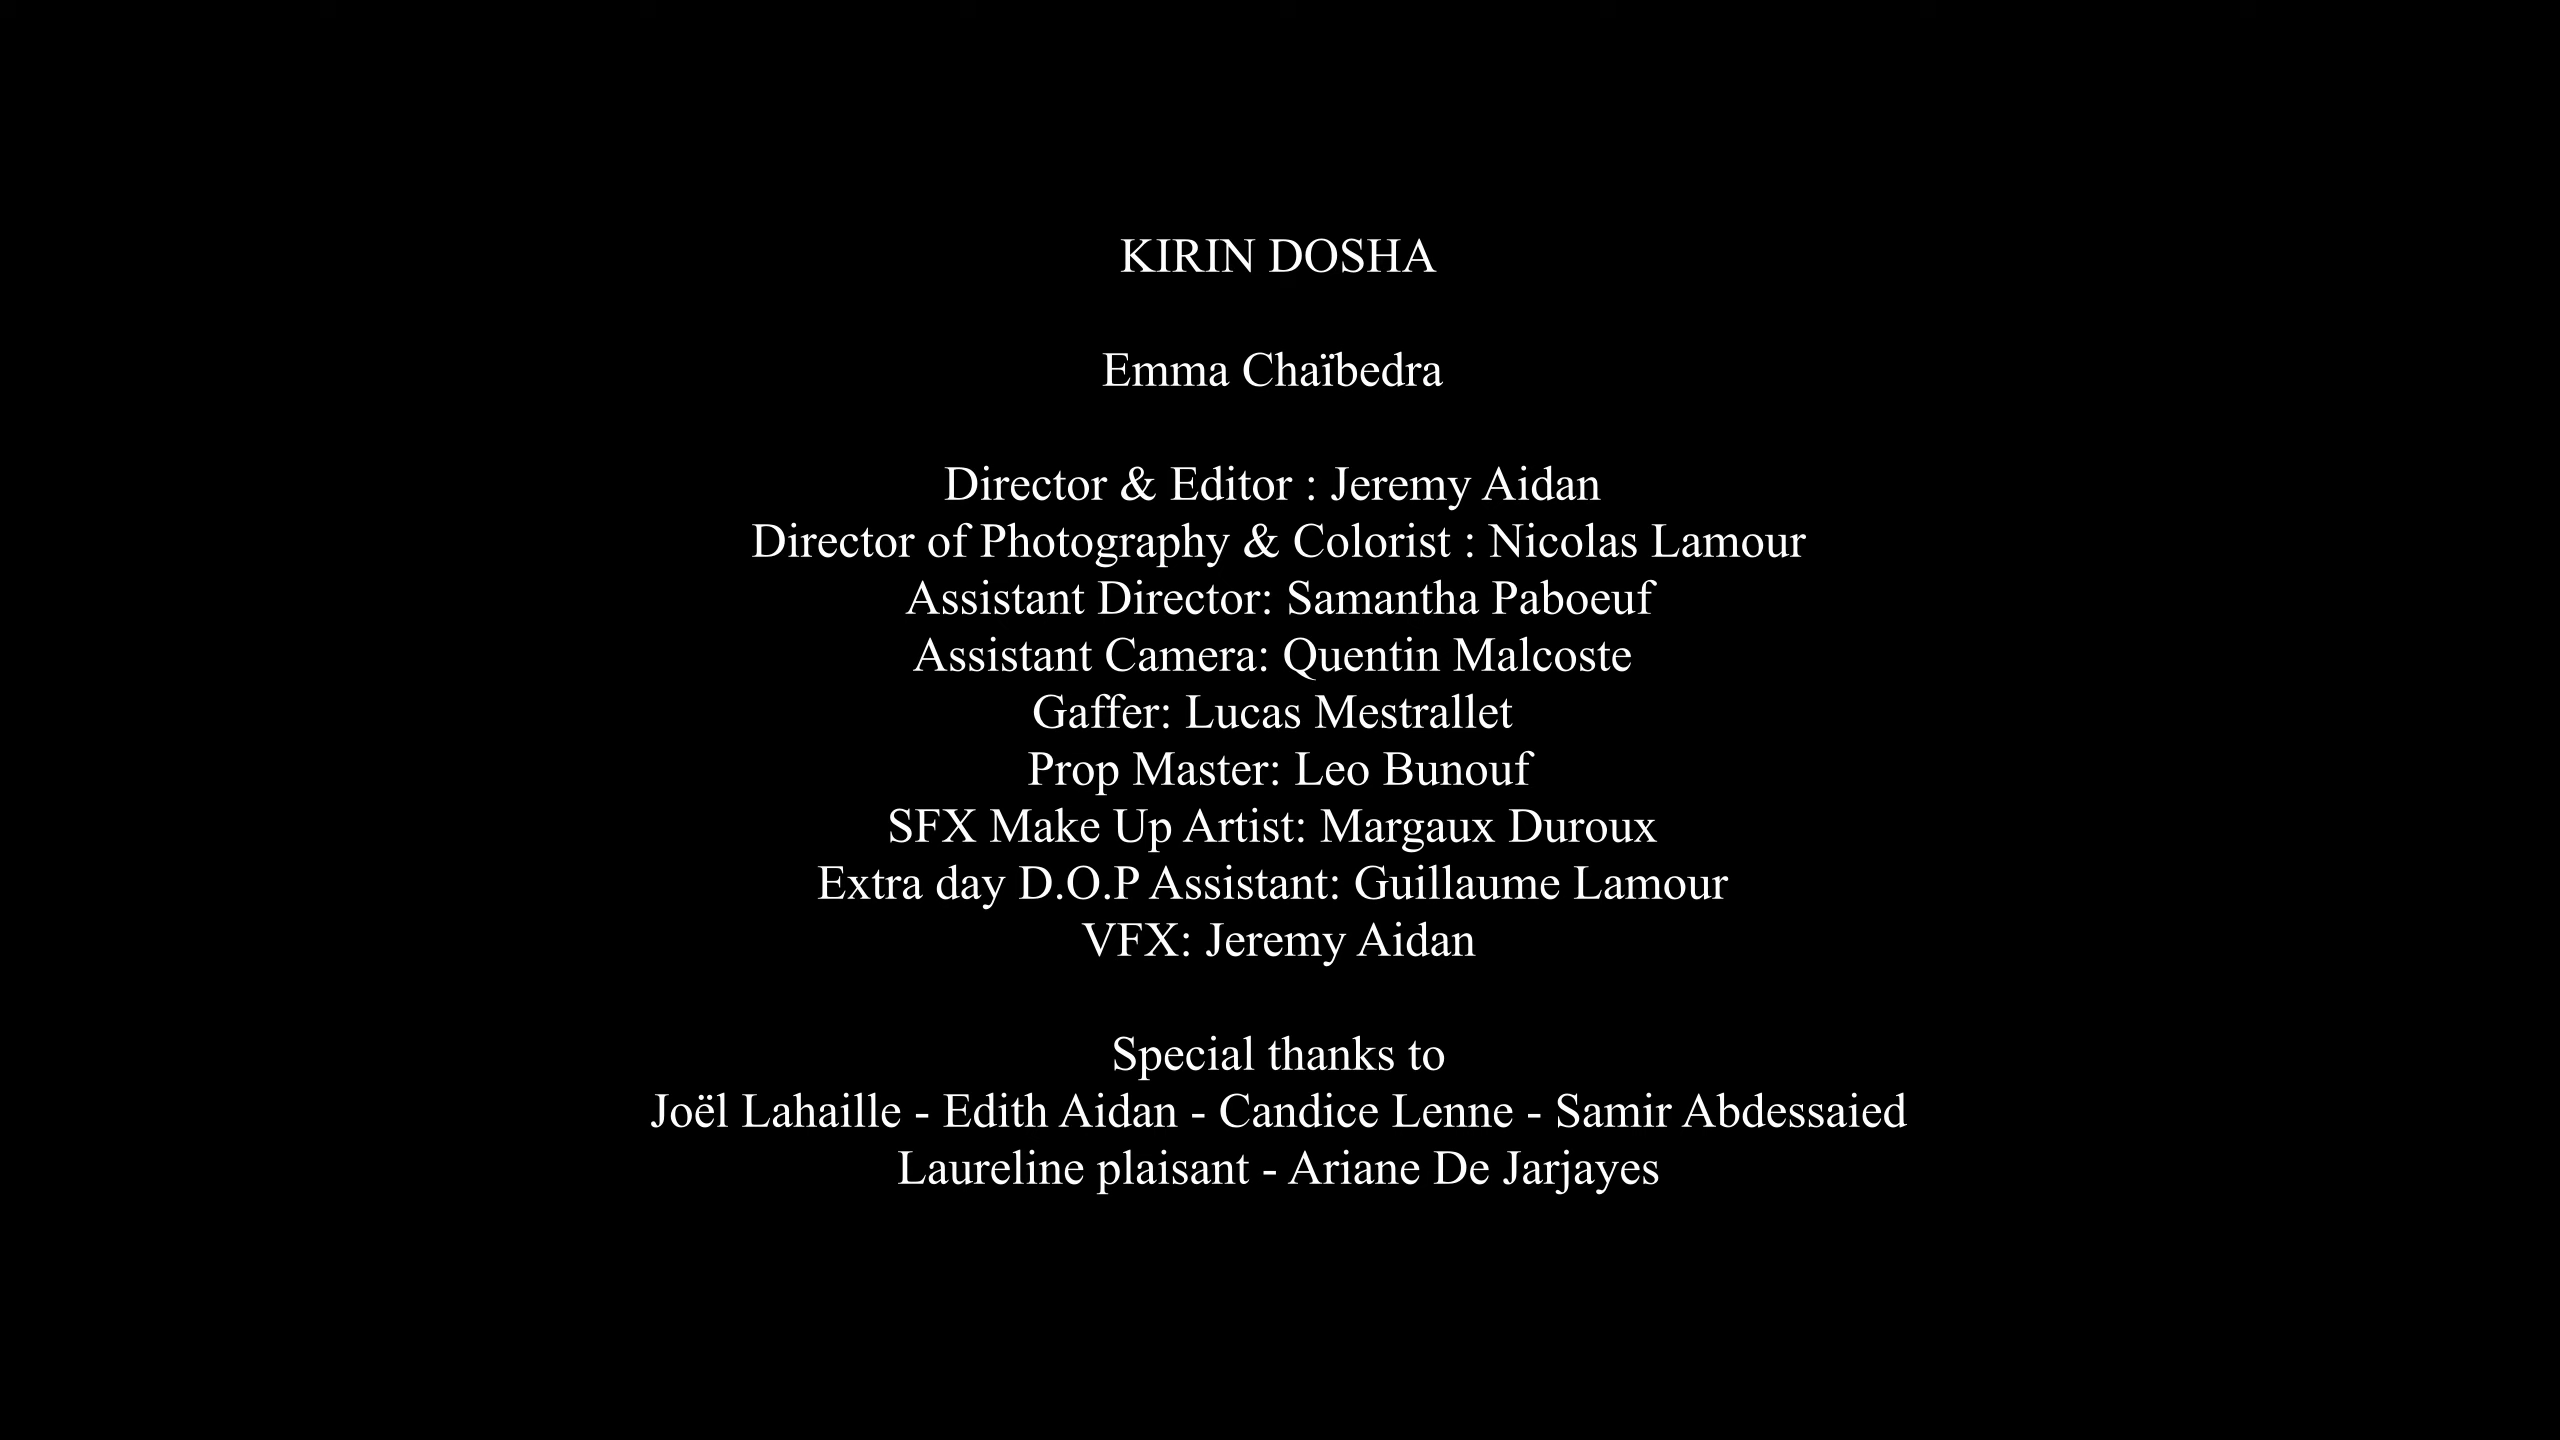 KIRIN DOSHA
Emma Chaïbedra
Director & Editor : Jeremy Aidan
Director of Photography & Colorist : Nicolas Lamour
Assistant Director: Samantha Paboeuf
Assistant Camera: Quentin Malcoste
Gaffer: Lucas Mestrallet
Prop Master: Leo Bunouf
SFX Make Up Artist: Margaux Duroux
Extra day D.O.P Assistant: Guillaume Lamour
VFX: Jeremy Aidan
Special thanks to
Joël Lahaille - Edith Aidan - Candice Lenne - Samir Abdessaied
Laureline plaisant - Ariane De Jarjayes